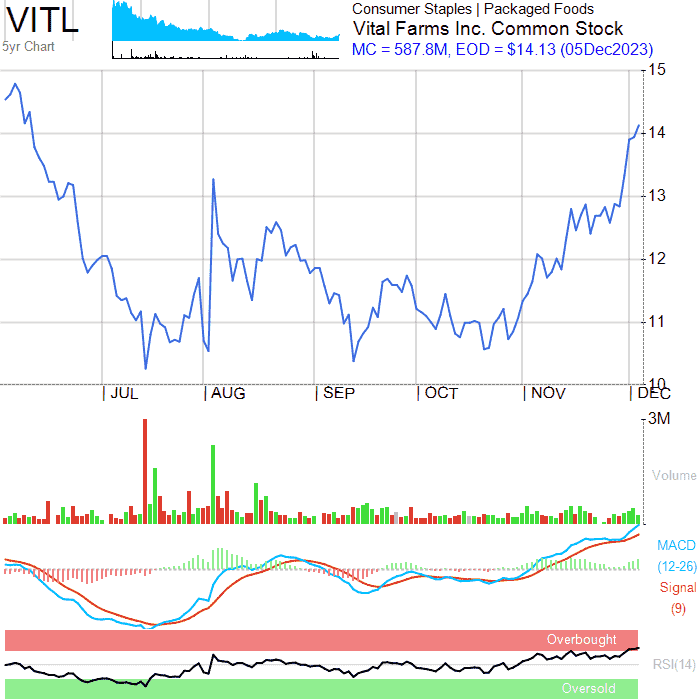 VITL
5yr Chart
Consumer Staples | Packaged Foods
Vital Farms Inc. Common Stock
MC = 587.8M, EOD = $14.13 (05Dec2023)
15
14
13
12
11
10
| JUL | AUG | SEP | OCT | NOV | DEC
3M
Volume
MACD
(12-26)
Signal
(9)
Overbought
RSI(14)
Oversold